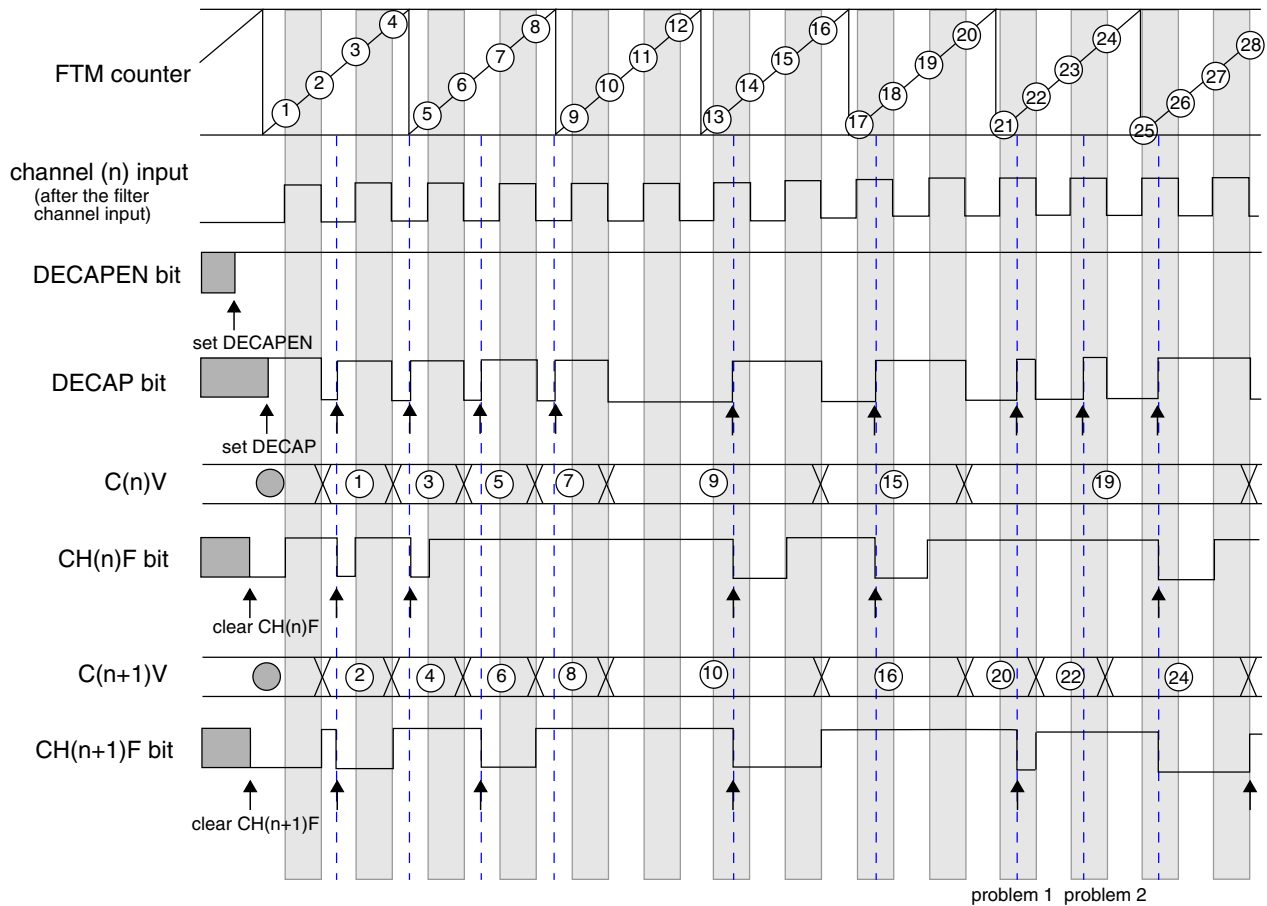 FTM counter
1 2 3 4 5 6 7 8 9 10 11 12 13 14 15 16 17 18 19 20 21 22 23 24 25 26 27 28
channel (n) input
(after the filter
channel input)
DECAPEN bit
set DECAPEN
DECAP bit
set DECAP
C(n)V
1 3 5 7 9 15 19
CH(n)F bit
clear CH(n)F
C(n+1)V
2 4 6 8 10 16 20 22 24
CH(n+1)F bit
clear CH(n+1)F
problem 1 problem 2